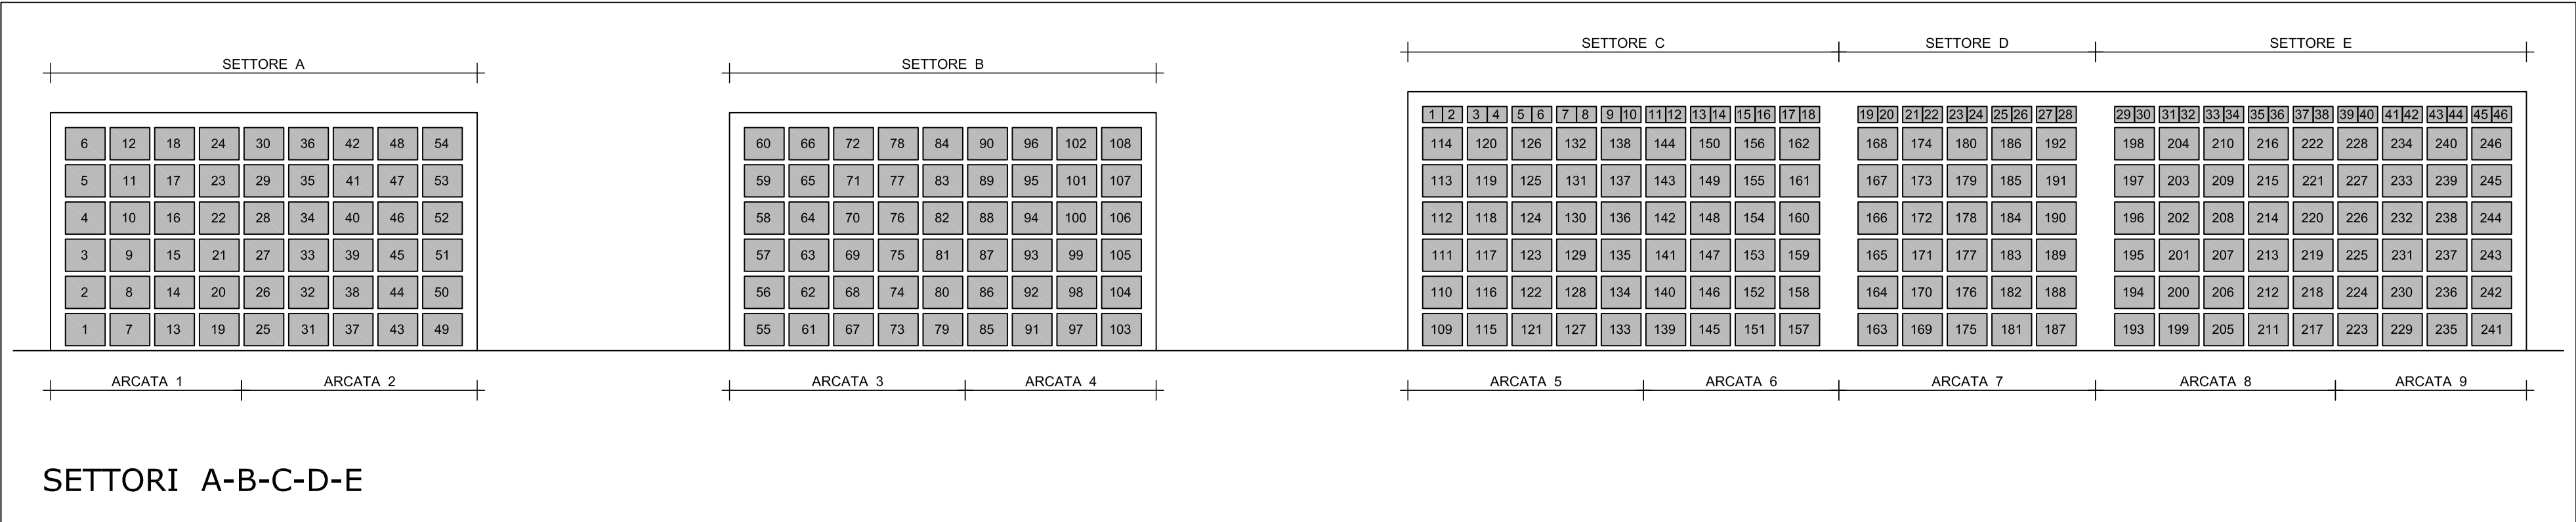 SETTORE C SETTORE D SETTORE E
SETTORE A SETTORE B
1 2 3 4 5 6 7 8 9 10 11 12 13 14 15 16 17 18 19 20 21 22 23 24 25 26 27 28 29 30 31 32 33 34 35 36 37 38 39 40 41 42 43 44 45 46
6 12 18 24 30 36 42 48 54 60 66 72 78 84 90 96 102 108 114 120 126 132 138 144 150 156 162 168 174 180 186 192 198 204 210 216 222 228 234 240 246
5 11 17 23 29 35 41 47 53 59 65 71 77 83 89 95 101 107 113 119 125 131 137 143 149 155 161 167 173 179 185 191 197 203 209 215 221 227 233 239 245
4 10 16 22 28 34 40 46 52 58 64 70 76 82 88 94 100 106 112 118 124 130 136 142 148 154 160 166 172 178 184 190 196 202 208 214 220 226 232 238 244
3 9 15 21 27 33 39 45 51 57 63 69 75 81 87 93 99 105 111 117 123 129 135 141 147 153 159 165 171 177 183 189 195 201 207 213 219 225 231 237 243
2 8 14 20 26 32 38 44 50 56 62 68 74 80 86 92 98 104 110 116 122 128 134 140 146 152 158 164 170 176 182 188 194 200 206 212 218 224 230 236 242
1 7 13 19 25 31 37 43 49 55 61 67 73 79 85 91 97 103 109 115 121 127 133 139 145 151 157 163 169 175 181 187 193 199 205 211 217 223 229 235 241
ARCATA 1 ARCATA 2 ARCATA 3 ARCATA 4 ARCATA 5 ARCATA 6 ARCATA 7 ARCATA 8 ARCATA 9
SETTORI A-B-C-D-E